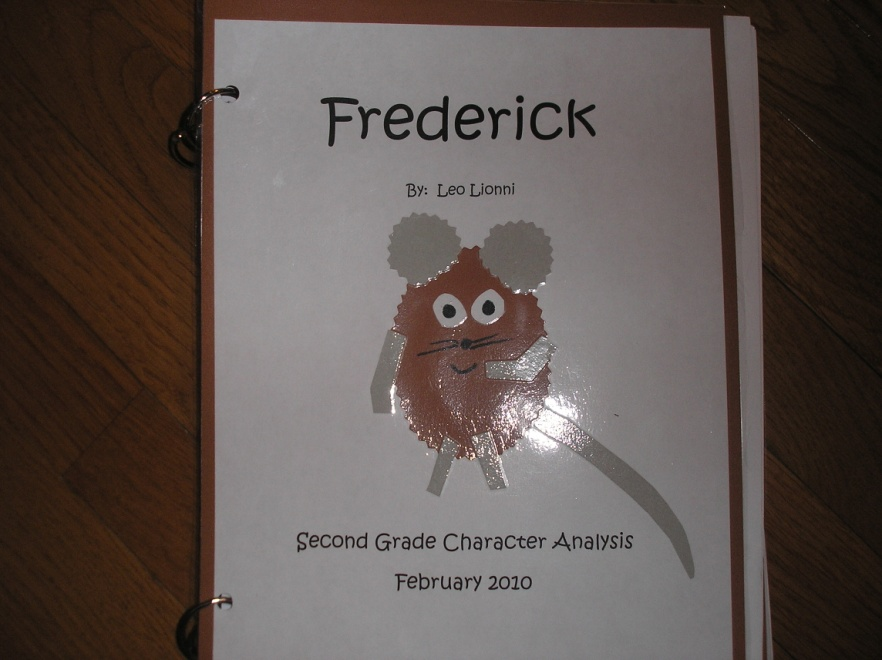 Frederick
By: Leo Lionni
Second Grade Character Analysis
February 2010